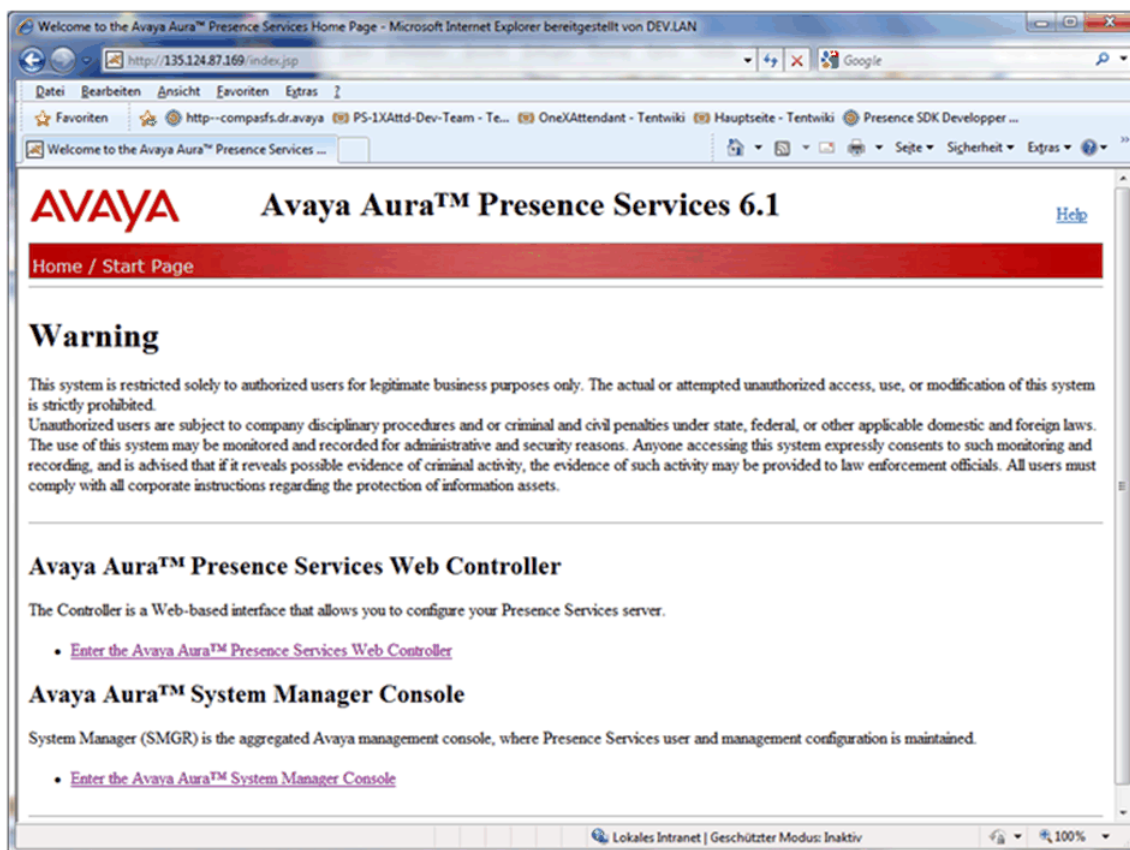 Welcome to the Avaya Aura™ Presence Services Home Page - Microsoft Internet Explorer bereitgestellt von DEV.LAN
http://135.124.87.169/index.jsp
Google
Datei Bearbeiten Ansicht Favoriten Extras ?
Favoriten http--compasfs.dr.avaya PS-1XAttd-Dev-Team - Te... OneXAttendant - Tentwiki Hauptseite - Tentwiki Presence SDK Developper ...
Welcome to the Avaya Aura™ Presence Services ... Seite Sicherheit Extras
AVAYA Avaya Aura™ Presence Services 6.1 Help
Home / Start Page
Warning
This system is restricted solely to authorized users for legitimate business purposes only. The actual or attempted unauthorized access, use, or modification of this system
is strictly prohibited.
Unauthorized users are subject to company disciplinary procedures and or criminal and civil penalties under state, federal, or other applicable domestic and foreign laws.
The use of this system may be monitored and recorded for administrative and security reasons. Anyone accessing this system expressly consents to such monitoring and
recording, and is advised that if it reveals possible evidence of criminal activity, the evidence of such activity may be provided to law enforcement officials. All users must
comply with all corporate instructions regarding the protection of information assets.
Avaya Aura™ Presence Services Web Controller
The Controller is a Web-based interface that allows you to configure your Presence Services server.
• Enter the Avaya Aura™ Presence Services Web Controller
Avaya Aura™ System Manager Console
System Manager (SMGR) is the aggregated Avaya management console, where Presence Services user and management configuration is maintained.
• Enter the Avaya Aura™ System Manager Console
Lokales Intranet | Geschützter Modus: Inaktiv 100%